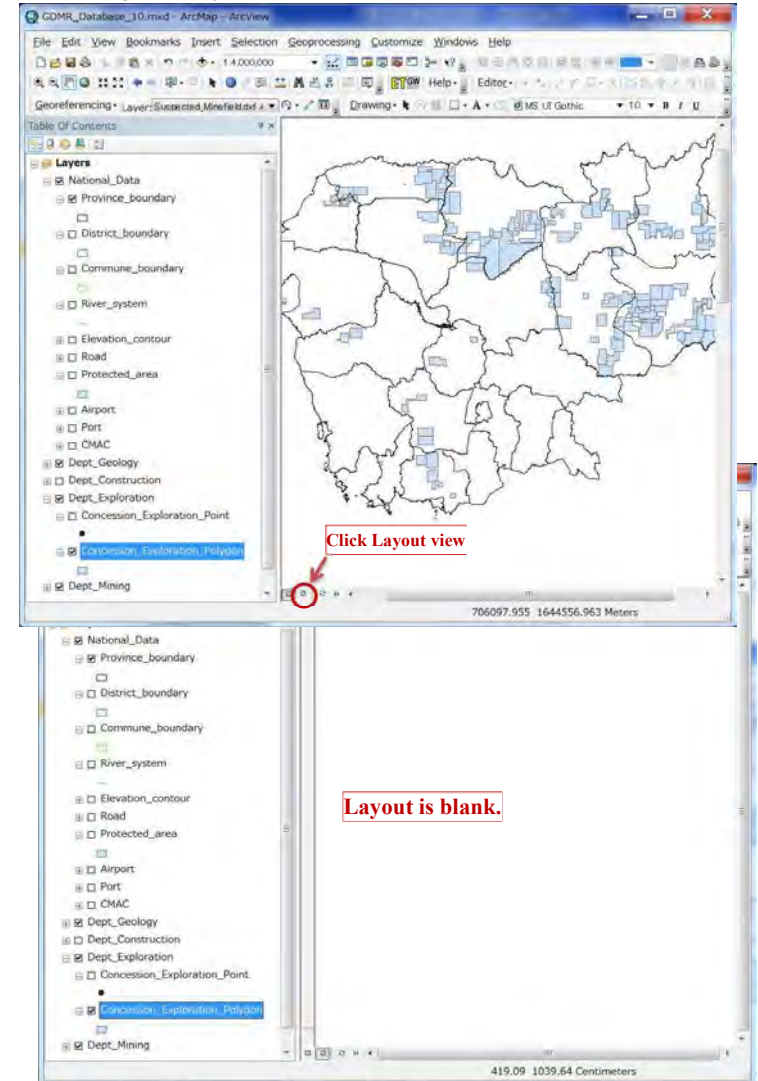 GDMR_Database_10.mxd - ArcMap - ArcView
File Edit View Bookmarks Insert Selection Geoprocessing Customize Windows Help
1:4,000,000
ETGW Help Editor
Georeferencing Layer: Suspected_Minefield.dxf Drawing A MS UI Gothic 10 B I U
Table Of Contents
Layers
National_Data
Province_boundary
District_boundary
Commune_boundary
River_system
Elevation_contour
Road
Protected_area
Airport
Port
CMAC
Dept_Geology
Dept_Construction
Dept_Exploration
Concession_Exploration_Point
Concession_Exploration_Polygon
Dept_Mining
Click Layout view
706097.955 1644556.963 Meters
National_Data
Province_boundary
District_boundary
Commune_boundary
River_system
Elevation_contour
Road
Protected_area
Airport
Port
CMAC
Dept_Geology
Dept_Construction
Dept_Exploration
Concession_Exploration_Point
Concession_Exploration_Polygon
Dept_Mining
Layout is blank.
419.09 1039.64 Centimeters